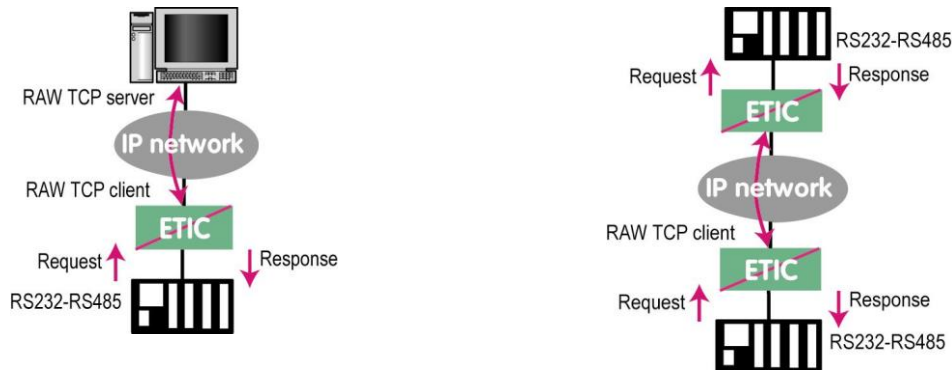 RAW TCP server
IP network
RAW TCP client
ETIC
Request
Response
RS232-RS485
RS232-RS485
Request
Response
ETIC
IP network
RAW TCP client
ETIC
Request
Response
RS232-RS485